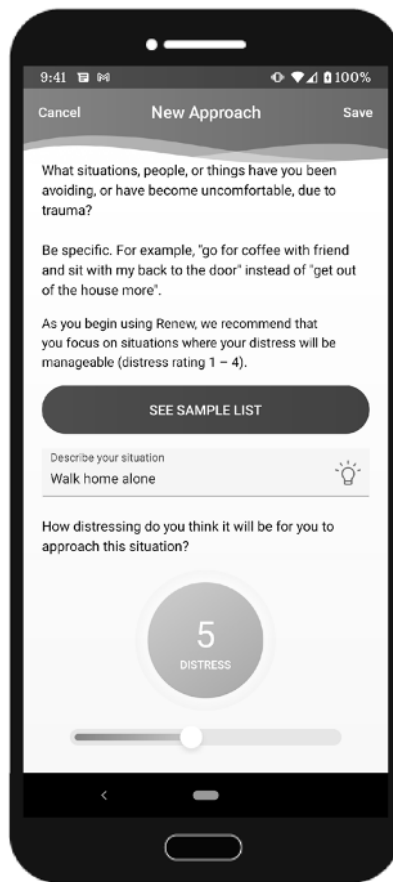 9:41 100%
Cancel New Approach Save
What situations, people, or things have you been
avoiding, or have become uncomfortable, due to
trauma?
Be specific. For example, "go for coffee with friend
and sit with my back to the door" instead of "get out
of the house more".
As you begin using Renew, we recommend that
you focus on situations where your distress will be
manageable (distress rating 1 – 4).
SEE SAMPLE LIST
Describe your situation
Walk home alone
How distressing do you think it will be for you to
approach this situation?
5
DISTRESS